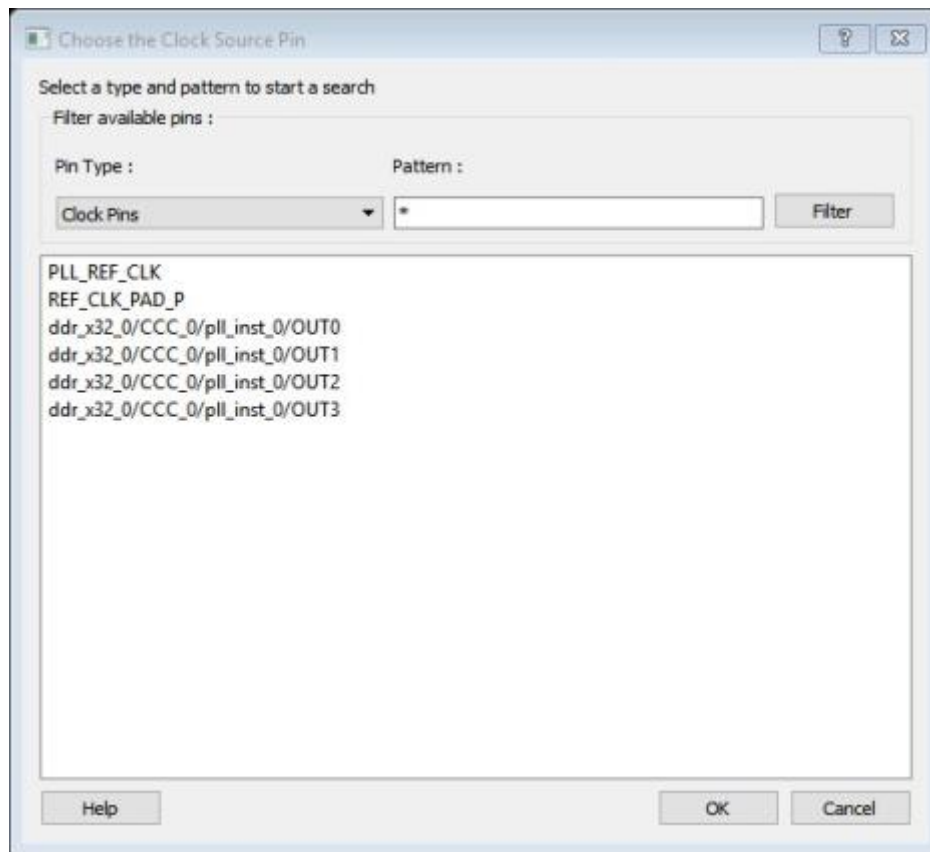 Choose the Clock Source Pin
Select a type and pattern to start a search
Filter available pins :
Pin Type : Pattern :
Clock Pins * Filter
PLL_REF_CLK
REF_CLK_PAD_P
ddr_x32_0/CCC_0/pll_inst_0/OUT0
ddr_x32_0/CCC_0/pll_inst_0/OUT1
ddr_x32_0/CCC_0/pll_inst_0/OUT2
ddr_x32_0/CCC_0/pll_inst_0/OUT3
Help OK Cancel